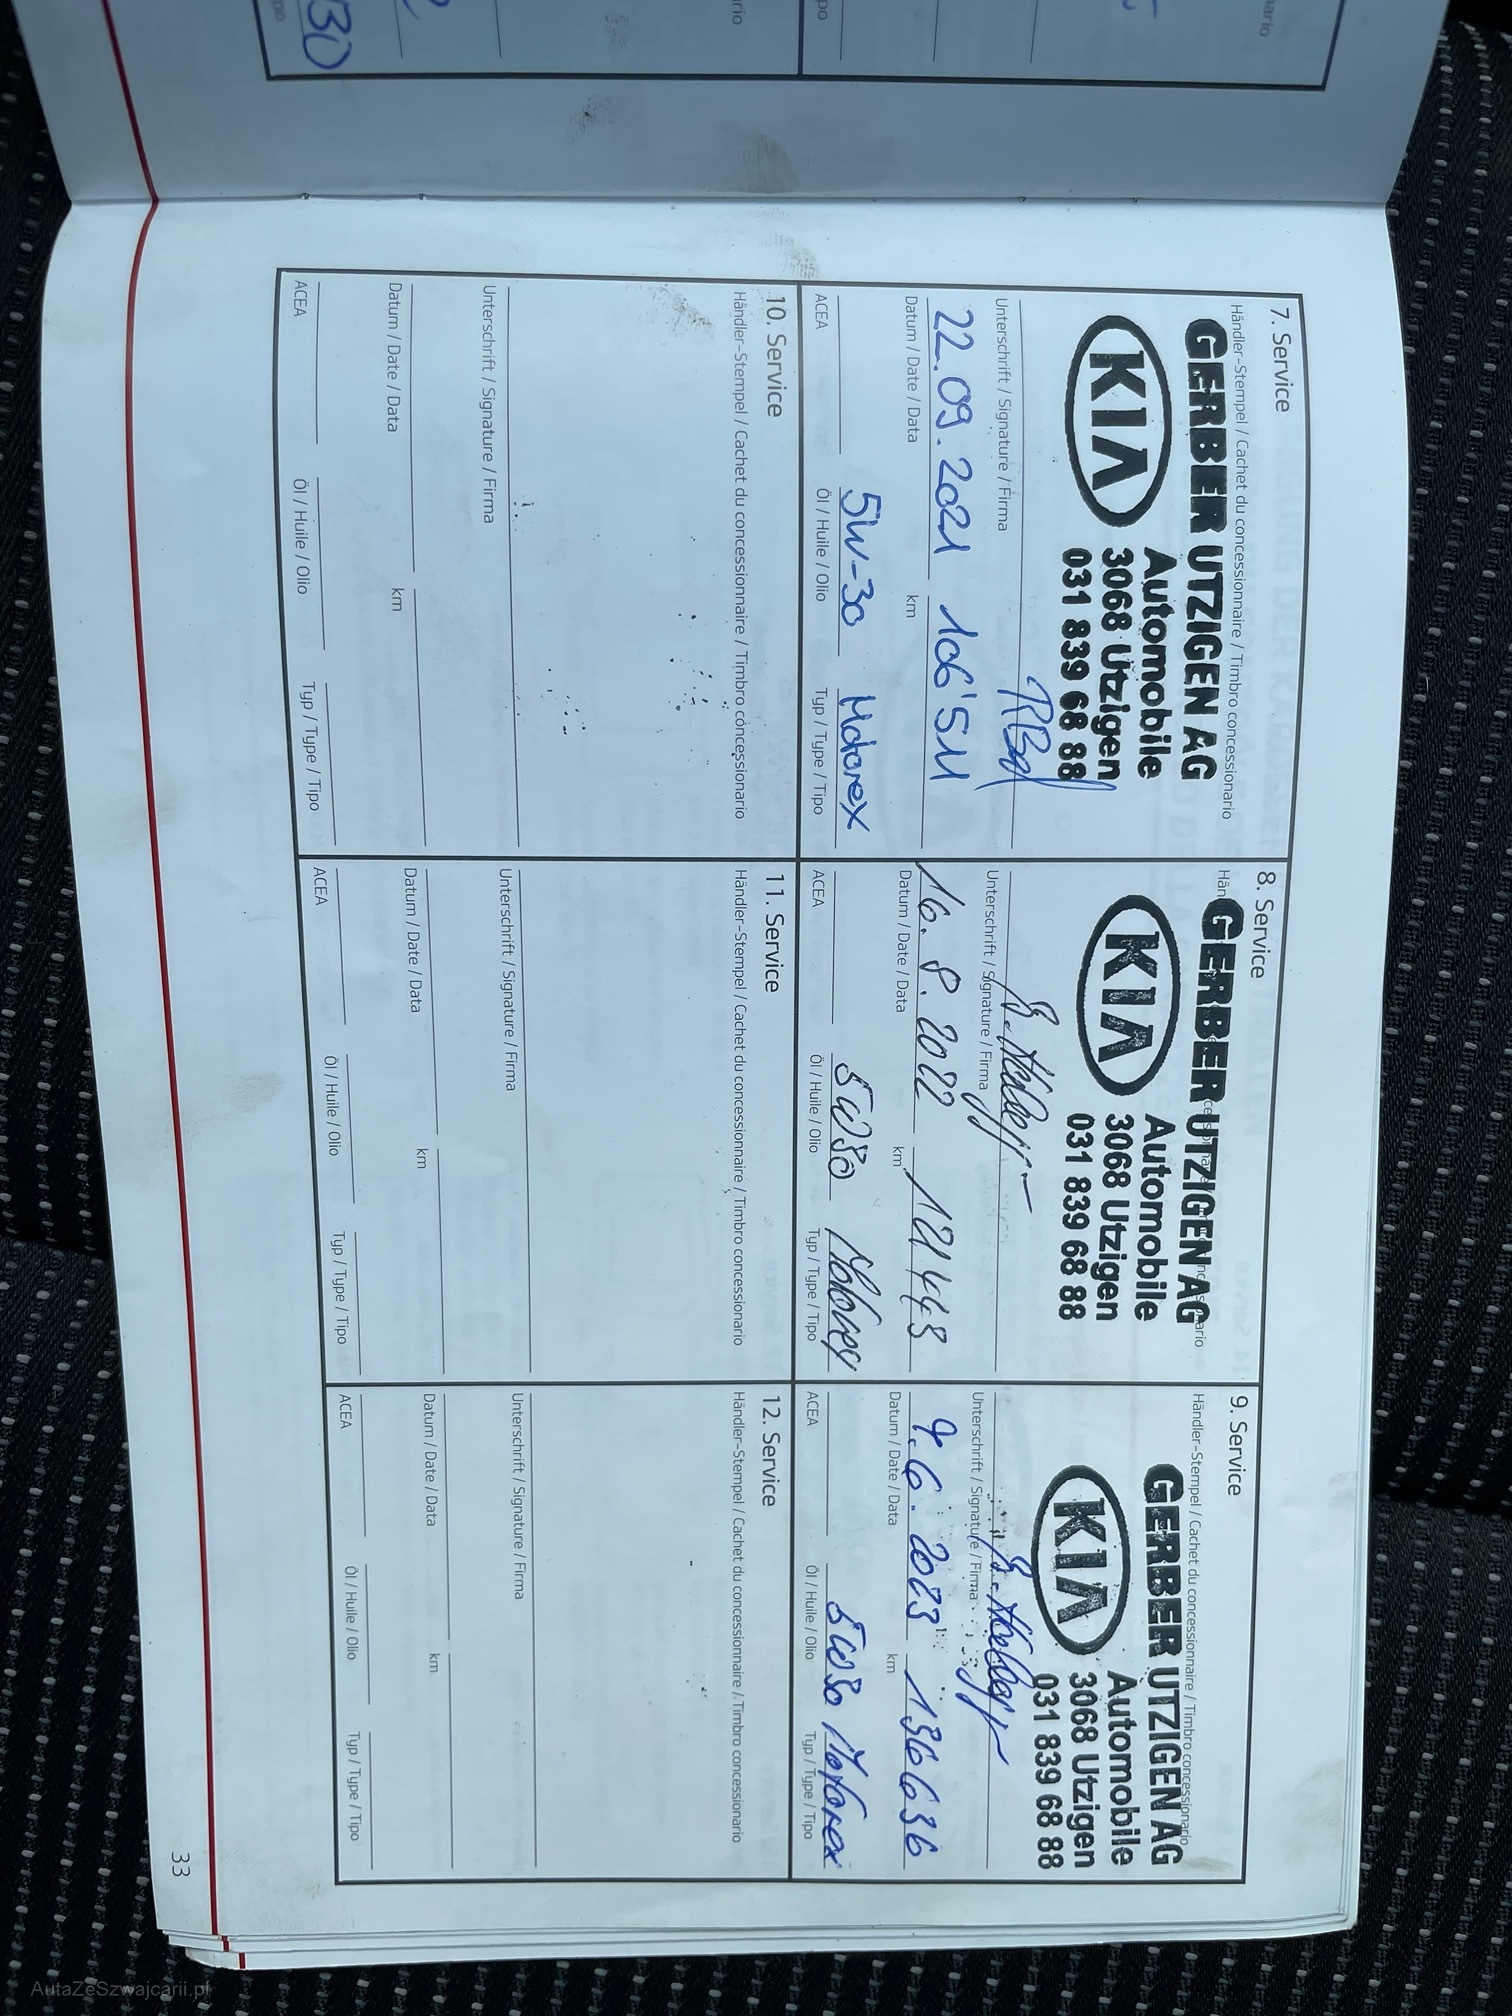 7. Service
Händler-Stempel / Cachet du concessionnaire / Timbro concessionario
GERBER UTZIGEN AG
KIA
Automobile
3068 Utzigen
031 839 68 88
Unterschrift / Signature / Firma
22.09.2021 106'511
Datum / Date / Data km
5W-30 Motorex
ACEA Öl / Huile / Olio Typ / Type / Tipo
8. Service
GERBER UTZIGEN AG
KIA
Automobile
3068 Utzigen
031 839 68 88
Unterschrift / Signature / Firma
16.8.2022 121443
Datum / Date / Data km
5W30 Motorex
ACEA Öl / Huile / Olio Typ / Type / Tipo
9. Service
Händler-Stempel / Cachet du concessionnaire / Timbro concessionario
GERBER UTZIGEN AG
KIA
Automobile
3068 Utzigen
031 839 68 88
Unterschrift / Signature / Firma
7.6.2023 136636
Datum / Date / Data km
5W30 Motorex
ACEA Öl / Huile / Olio Typ / Type / Tipo
10. Service
Händler-Stempel / Cachet du concessionnaire / Timbro concessionario
Unterschrift / Signature / Firma
Datum / Date / Data km
ACEA Öl / Huile / Olio Typ / Type / Tipo
11. Service
Händler-Stempel / Cachet du concessionnaire / Timbro concessionario
Unterschrift / Signature / Firma
Datum / Date / Data km
ACEA Öl / Huile / Olio Typ / Type / Tipo
12. Service
Händler-Stempel / Cachet du concessionnaire / Timbro concessionario
Unterschrift / Signature / Firma
Datum / Date / Data km
ACEA Öl / Huile / Olio Typ / Type / Tipo
33
AutaZeSzwajcarii.pl